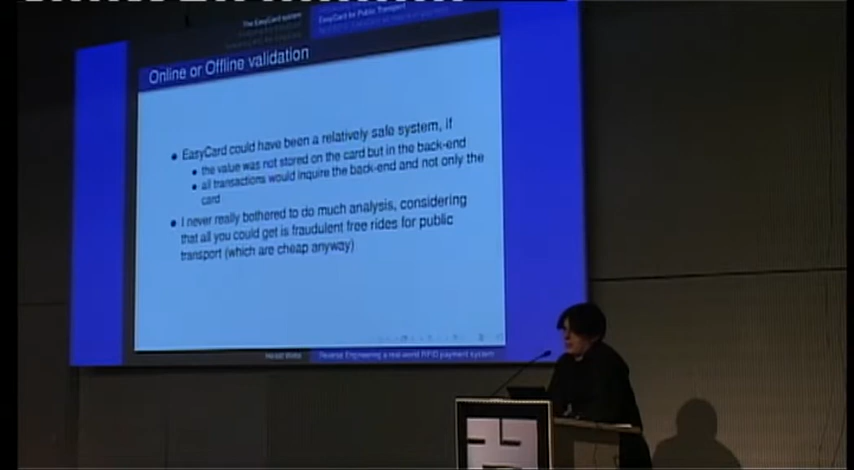 The EasyCard system
EasyCard for Public Transport
Online or Offline validation
• EasyCard could have been a relatively safe system, if
• the value was not stored on the card but in the back-end
• all transactions would inquire the back-end and not only the
card
• I never really bothered to do much analysis, considering
that all you could get is fraudulent free rides for public
transport (which are cheap anyway)
Harald Welte
Reverse Engineering a real-world RFID payment system